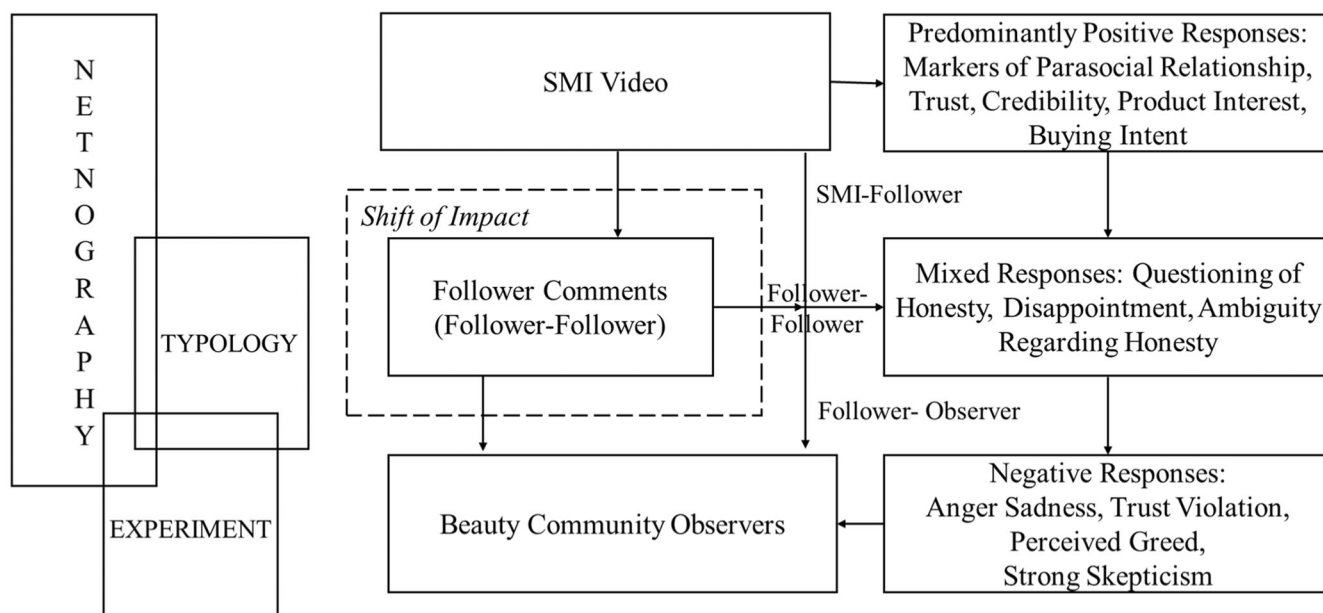 NETNOGRAPHY
TYPOLOGY
EXPERIMENT
SMI Video
Predominantly Positive Responses:
Markers of Parasocial Relationship,
Trust, Credibility, Product Interest,
Buying Intent
SMI-Follower
Shift of Impact
Follower Comments
(Follower-Follower)
Follower-
Follower
Mixed Responses: Questioning of
Honesty, Disappointment, Ambiguity
Regarding Honesty
Follower- Observer
Beauty Community Observers
Negative Responses:
Anger Sadness, Trust Violation,
Perceived Greed,
Strong Skepticism